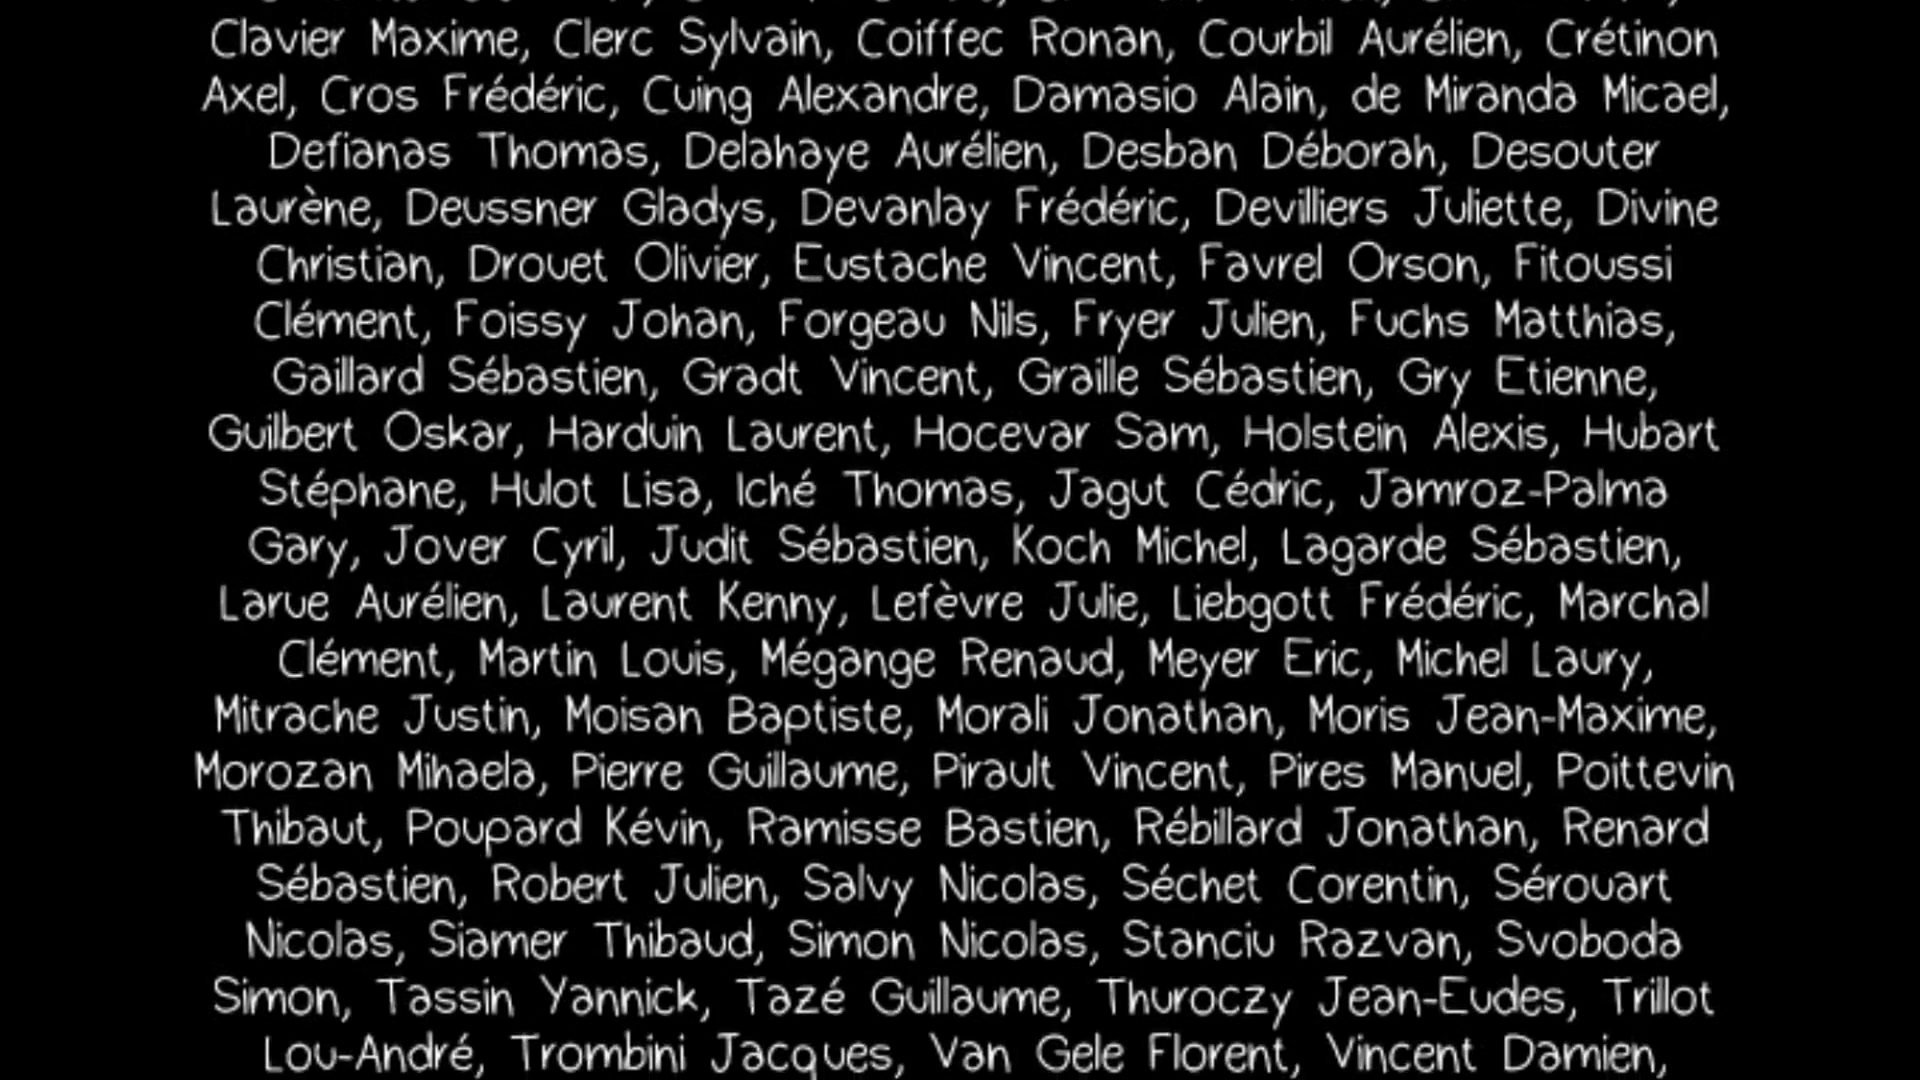 Clavier Maxime, Clerc Sylvain, Coiffec Ronan, Courbil Aurélien, Crétinon
Axel, Cros Frédéric, Cuing Alexandre, Damasio Alain, de Miranda Micael,
Defianas Thomas, Delahaye Aurélien, Desban Déborah, Desouter
Laurène, Deussner Gladys, Devanlay Frédéric, Devilliers Juliette, Divine
Christian, Drouet Olivier, Eustache Vincent, Favrel Orson, Fitoussi
Clément, Foissy Johan, Forgeau Nils, Fryer Julien, Fuchs Matthias,
Gaillard Sébastien, Gradt Vincent, Graille Sébastien, Gry Etienne,
Guilbert Oskar, Harduin Laurent, Hocevar Sam, Holstein Alexis, Hubart
Stéphane, Hulot Lisa, Iché Thomas, Jagut Cédric, Jamroz-Palma
Gary, Jover Cyril, Judit Sébastien, Koch Michel, Lagarde Sébastien,
Larue Aurélien, Laurent Kenny, Lefèvre Julie, Liebgott Frédéric, Marchal
Clément, Martin Louis, Mégange Renaud, Meyer Eric, Michel Laury,
Mitrache Justin, Moisan Baptiste, Morali Jonathan, Moris Jean-Maxime,
Morozan Mihaela, Pierre Guillaume, Pirault Vincent, Pires Manuel, Poittevin
Thibaut, Poupard Kévin, Ramisse Bastien, Rébillard Jonathan, Renard
Sébastien, Robert Julien, Salvy Nicolas, Séchet Corentin, Sérouart
Nicolas, Siamer Thibaud, Simon Nicolas, Stanciu Razvan, Svoboda
Simon, Tassin Yannick, Tazé Guillaume, Thuroczy Jean-Eudes, Trillot
Lou-André, Trombini Jacques, Van Gele Florent, Vincent Damien,